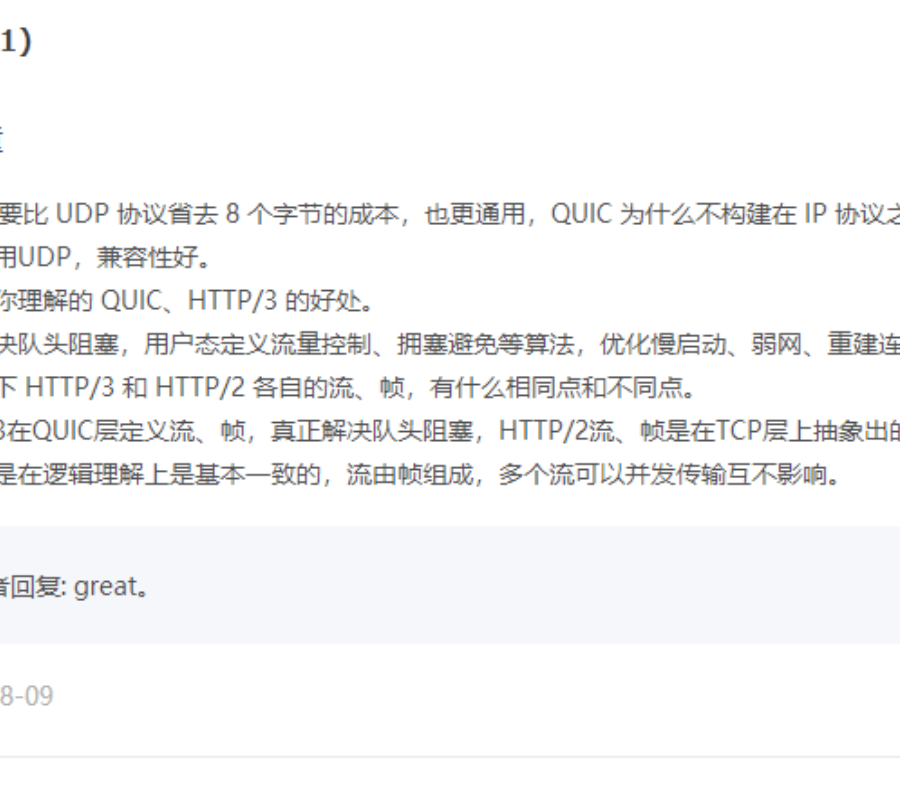 1)
要比 UDP 协议省去 8 个字节的成本，也更通用，QUIC 为什么不构建在 IP 协议之
用UDP，兼容性好。
你理解的 QUIC、HTTP/3 的好处。
决队头阻塞，用户态定义流量控制、拥塞避免等算法，优化慢启动、弱网、重建连
下 HTTP/3 和 HTTP/2 各自的流、帧，有什么相同点和不同点。
3在QUIC层定义流、帧，真正解决队头阻塞，HTTP/2流、帧是在TCP层上抽象出的
是在逻辑理解上是基本一致的，流由帧组成，多个流可以并发传输互不影响。
者回复: great。
8-09